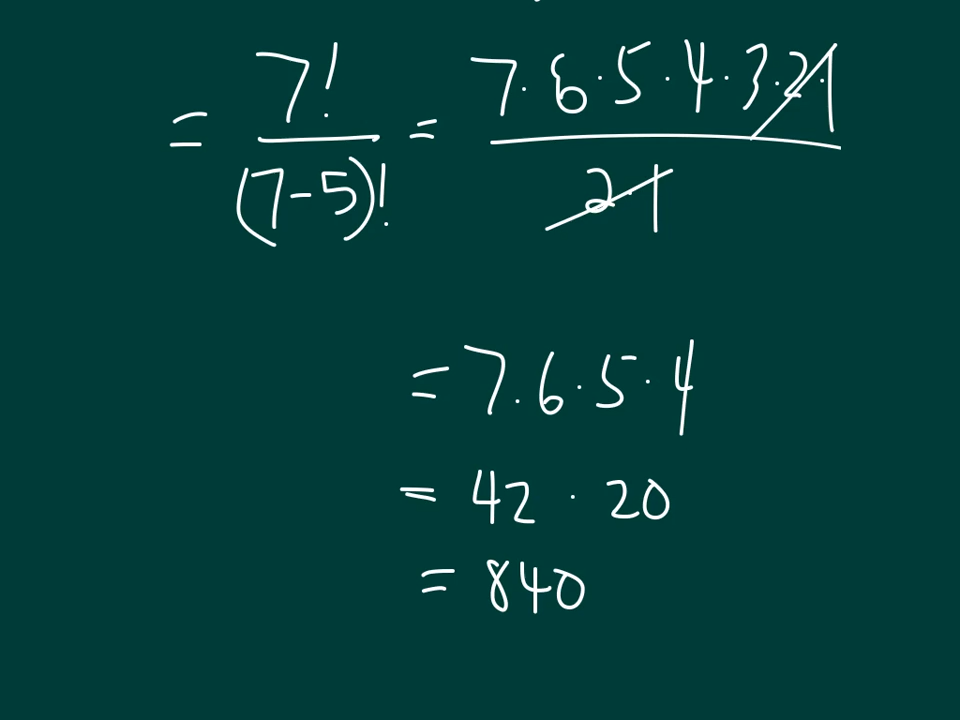 = 7! / (7-5)! = 7·6·5·4·3·2·1 / 2·1
= 7·6·5·4
= 42 · 20
= 840